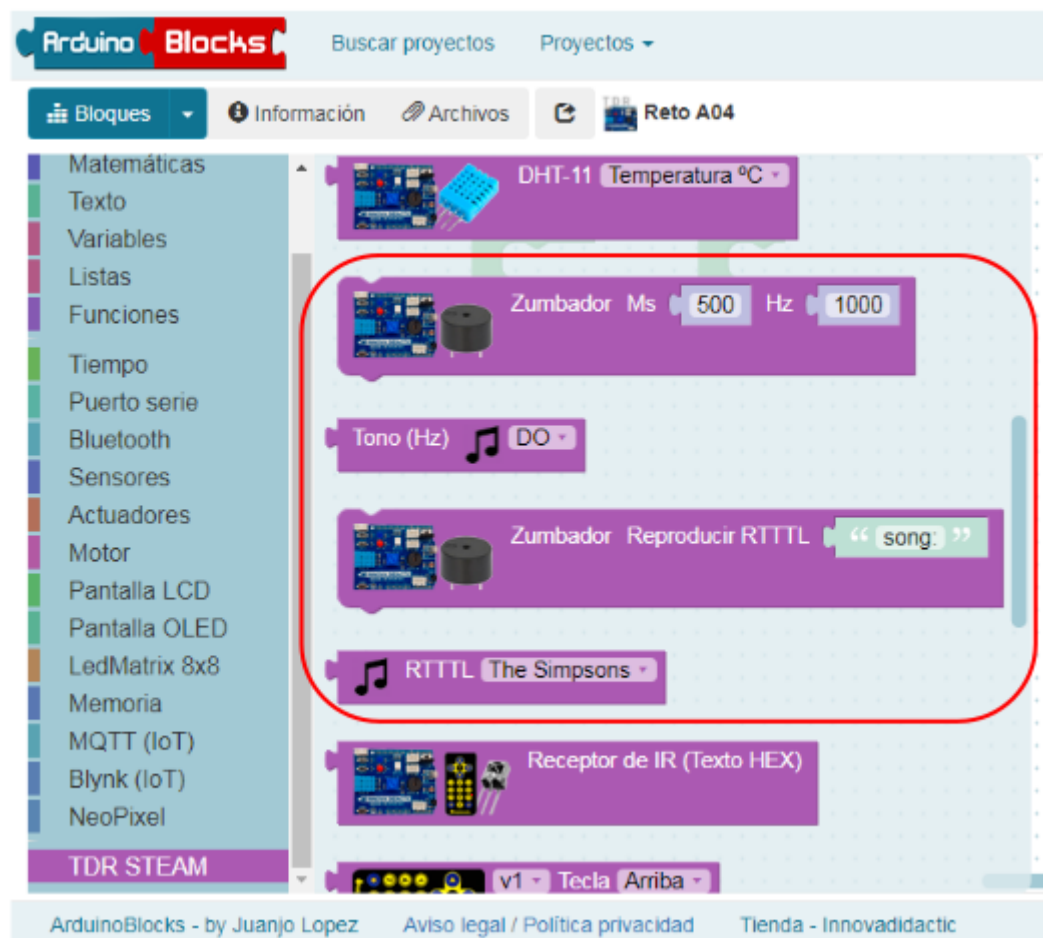 Arduino Blocks
Buscar proyectos
Proyectos
Bloques
Información
Archivos
TDR
Reto A04
Matemáticas
Texto
Variables
Listas
Funciones
Tiempo
Puerto serie
Bluetooth
Sensores
Actuadores
Motor
Pantalla LCD
Pantalla OLED
LedMatrix 8x8
Memoria
MQTT (IoT)
Blynk (IoT)
NeoPixel
TDR STEAM
DHT-11 Temperatura ºC
Zumbador Ms 500 Hz 1000
Tono (Hz) DO
Zumbador Reproducir RTTTL “ song: ”
RTTTL The Simpsons
Receptor de IR (Texto HEX)
v1 Tecla Arriba
ArduinoBlocks - by Juanjo Lopez
Aviso legal / Política privacidad
Tienda - Innovadidactic